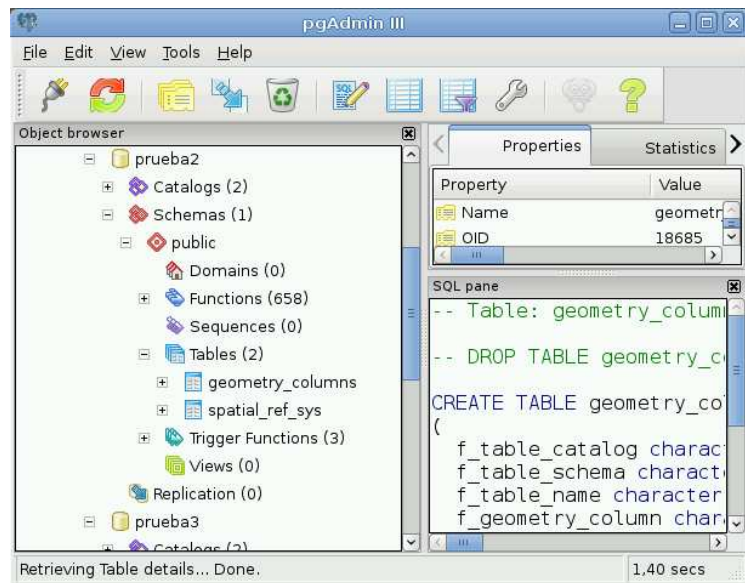 pgAdmin III
File Edit View Tools Help
Object browser
prueba2
Catalogs (2)
Schemas (1)
public
Domains (0)
Functions (658)
Sequences (0)
Tables (2)
geometry_columns
spatial_ref_sys
Trigger Functions (3)
Views (0)
Replication (0)
prueba3
Catalogs (2)
Properties Statistics
Property Value
Name geometr
OID 18685
SQL pane
-- Table: geometry_colum
-- DROP TABLE geometry_c
CREATE TABLE geometry_co
(
f_table_catalog charac
f_table_schema charact
f_table_name character
f_geometry_column char
Retrieving Table details... Done.
1,40 secs